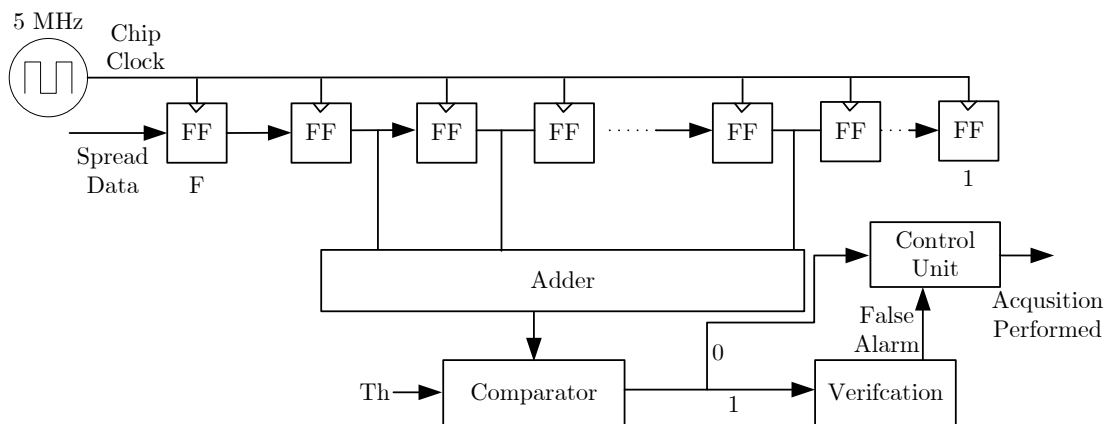 5 MHz
Chip
Clock
FF
FF
FF
FF
FF
FF
FF
Spread
Data
F
1
Adder
Control
Unit
Acqusition
Performed
False
Alarm
0
Th
Comparator
1
Verifcation